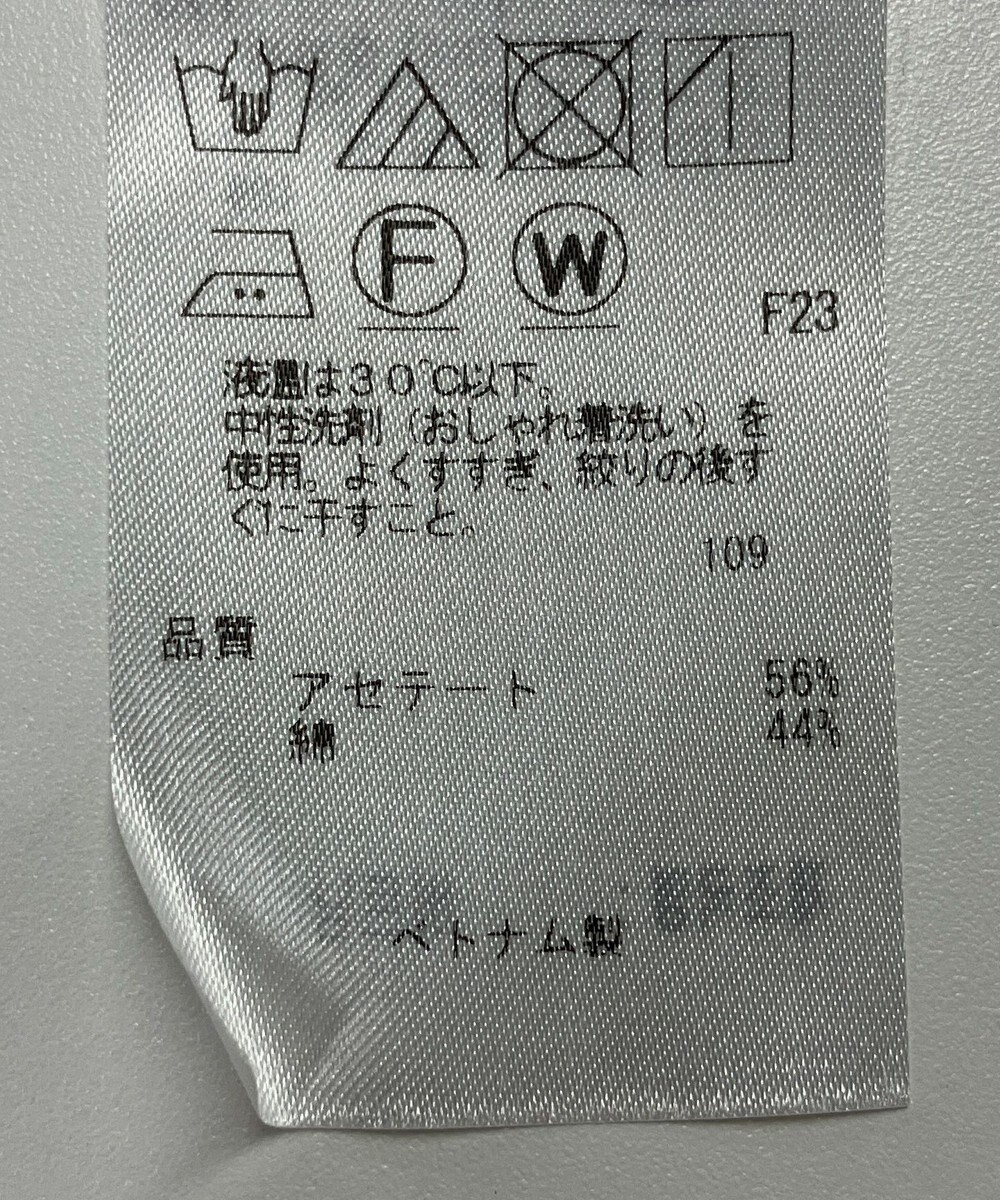 F W
F23
液温は30℃以下。
中性洗剤（おしゃれ着洗い）を
使用。よくすすぎ、絞りの後す
ぐに干すこと。
109
品質
アセテート 56%
綿 44%
ベトナム製